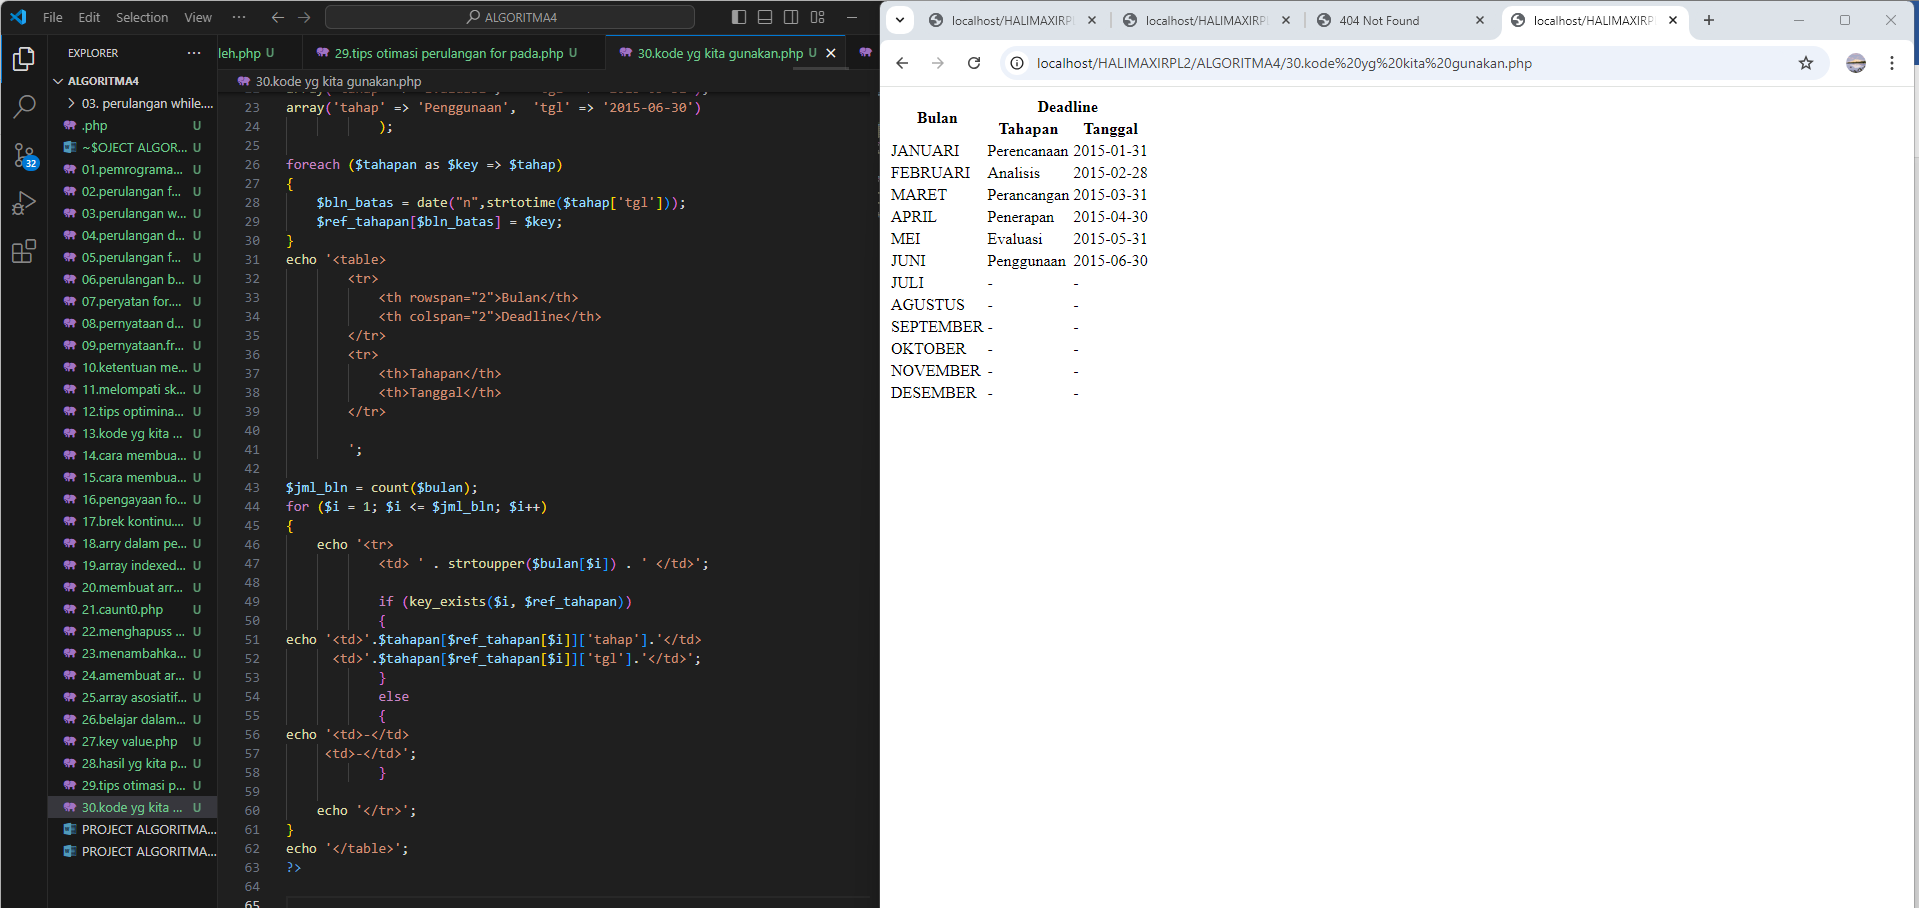 File Edit Selection View ··· ALGORITMA4
EXPLORER ···
ALGORITMA4
03. perulangan while....
.php U
~$OJECT ALGOR... U
01.pemrograma... U
02.perulangan f... U
03.perulangan w... U
04.perulangan d... U
05.perulangan f... U
06.perulangan b... U
07.peryatan for.... U
08.pernyataan d... U
09.pernyataan.fr... U
10.ketentuan me... U
11.melompati sk... U
12.tips optimina... U
13.kode yg kita ... U
14.cara membua... U
15.cara membua... U
16.pengayaan fo... U
17.brek kontinu.... U
18.arry dalam pe... U
19.array indexed... U
20.membuat arr... U
21.caunt0.php U
22.menghapuss ... U
23.menambahka... U
24.amembuat ar... U
25.array asosiatif... U
26.belajar dalam... U
27.key value.php U
28.hasil yg kita p... U
29.tips otimasi p... U
30.kode yg kita ... U
PROJECT ALGORITMA...
PROJECT ALGORITMA...
32
leh.php U 29.tips otimasi perulangan for pada.php U 30.kode yg kita gunakan.php U
30.kode yg kita gunakan.php
23 array('tahap' => 'Penggunaan', 'tgl' => '2015-06-30')
24 );
25
26 foreach ($tahapan as $key => $tahap)
27 {
28 $bln_batas = date("n",strtotime($tahap['tgl']));
29 $ref_tahapan[$bln_batas] = $key;
30 }
31 echo '<table>
32 <tr>
33 <th rowspan="2">Bulan</th>
34 <th colspan="2">Deadline</th>
35 </tr>
36 <tr>
37 <th>Tahapan</th>
38 <th>Tanggal</th>
39 </tr>
40
41 ';
42
43 $jml_bln = count($bulan);
44 for ($i = 1; $i <= $jml_bln; $i++)
45 {
46 echo '<tr>
47 <td> ' . strtoupper($bulan[$i]) . ' </td>';
48
49 if (key_exists($i, $ref_tahapan))
50 {
51 echo '<td>'.$tahapan[$ref_tahapan[$i]]['tahap'].'</td>
52 <td>'.$tahapan[$ref_tahapan[$i]]['tgl'].'</td>';
53 }
54 else
55 {
56 echo '<td>-</td>
57 <td>-</td>';
58 }
59
60 echo '</tr>';
61 }
62 echo '</table>';
63 ?>
64
65
localhost/HALIMAXIRPL localhost/HALIMAXIRPL 404 Not Found localhost/HALIMAXIRPL
localhost/HALIMAXIRPL2/ALGORITMA4/30.kode%20yg%20kita%20gunakan.php
Bulan Deadline
Tahapan Tanggal
JANUARI Perencanaan 2015-01-31
FEBRUARI Analisis 2015-02-28
MARET Perancangan 2015-03-31
APRIL Penerapan 2015-04-30
MEI Evaluasi 2015-05-31
JUNI Penggunaan 2015-06-30
JULI - -
AGUSTUS - -
SEPTEMBER - -
OKTOBER - -
NOVEMBER - -
DESEMBER - -